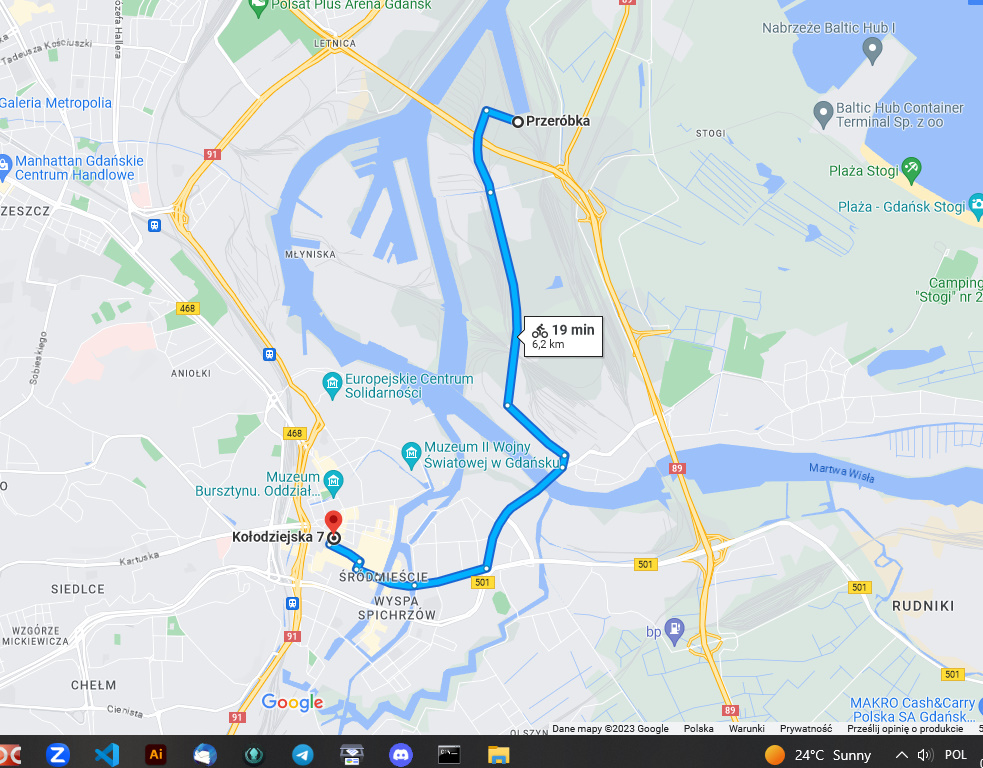 Polsat Plus Arena Gdańsk
89
Nabrzeże Baltic Hub I
LETNICA
Tadeusza Kościuszki
Józefa Hallera
Galeria Metropolia
Baltic Hub Container
Terminal Sp. z oo
Przeróbka
STOGI
91
Manhattan Gdańskie
Centrum Handlowe
Plaża Stogi
ZESZCZ
Plaża - Gdańsk Stogi
MŁYNISKA
Camping
"Stogi" nr 2
468
19 min
6,2 km
Sobieskiego
ANIOŁKI
Europejskie Centrum
Solidarności
468
Muzeum II Wojny
Światowej w Gdańsku
89
Martwa Wisła
Muzeum
Bursztynu. Oddział...
Kołodziejska 7
Kartuska
ŚRÓDMIEŚCIE
501
501
501
SIEDLCE
WYSPA
SPICHRZÓW
RUDNIKI
WZGÓRZE
MICKIEWICZA
91
bp
501
CHEŁM
Google
Cienista
91
89
MAKRO Cash&Carry
Polska SA Gdańsk...
OLSZYN
Dane mapy ©2023 Google Polska Warunki Prywatność Prześlij opinię o produkcie
Z Ai 24°C Sunny POL